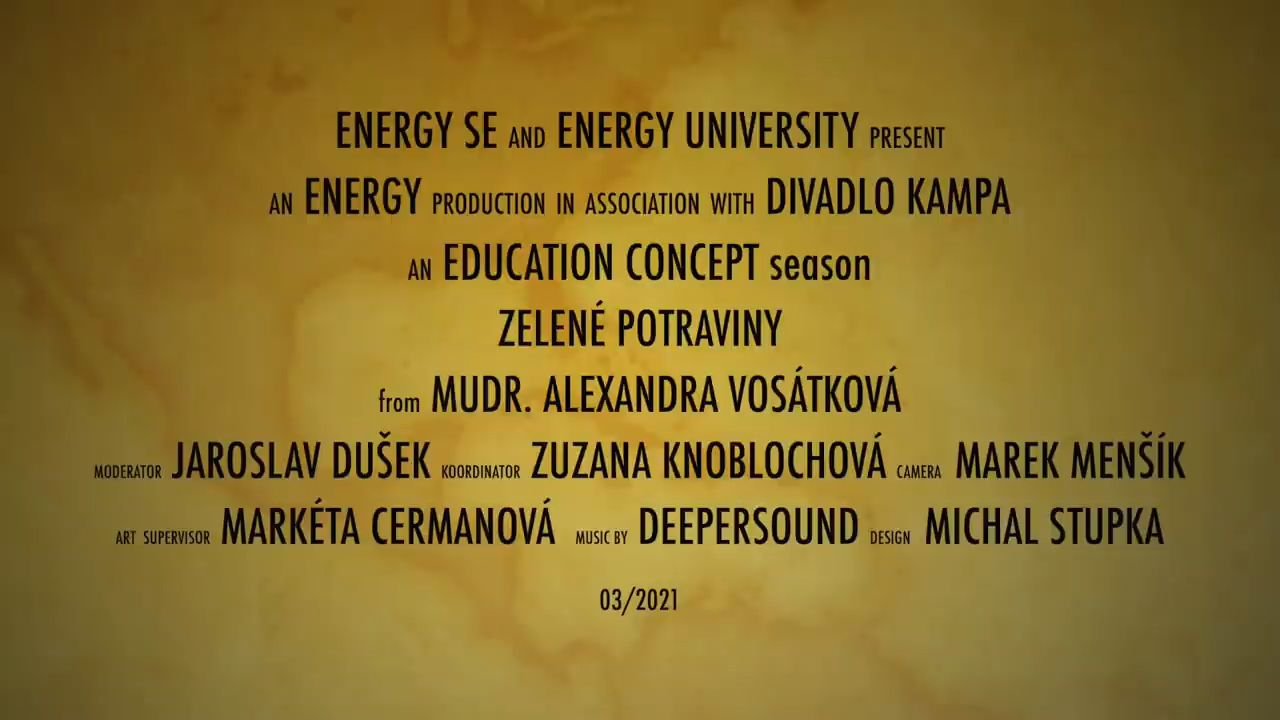 ENERGY SE AND ENERGY UNIVERSITY PRESENT
AN ENERGY PRODUCTION IN ASSOCIATION WITH DIVADLO KAMPA
AN EDUCATION CONCEPT season
ZELENÉ POTRAVINY
from MUDR. ALEXANDRA VOSÁTKOVÁ
MODERATOR JAROSLAV DUŠEK KOORDINATOR ZUZANA KNOBLOCHOVÁ CAMERA MAREK MENŠÍK
ART SUPERVISOR MARKÉTA CERMANOVÁ MUSIC BY DEEPERSOUND DESIGN MICHAL STUPKA
03/2021